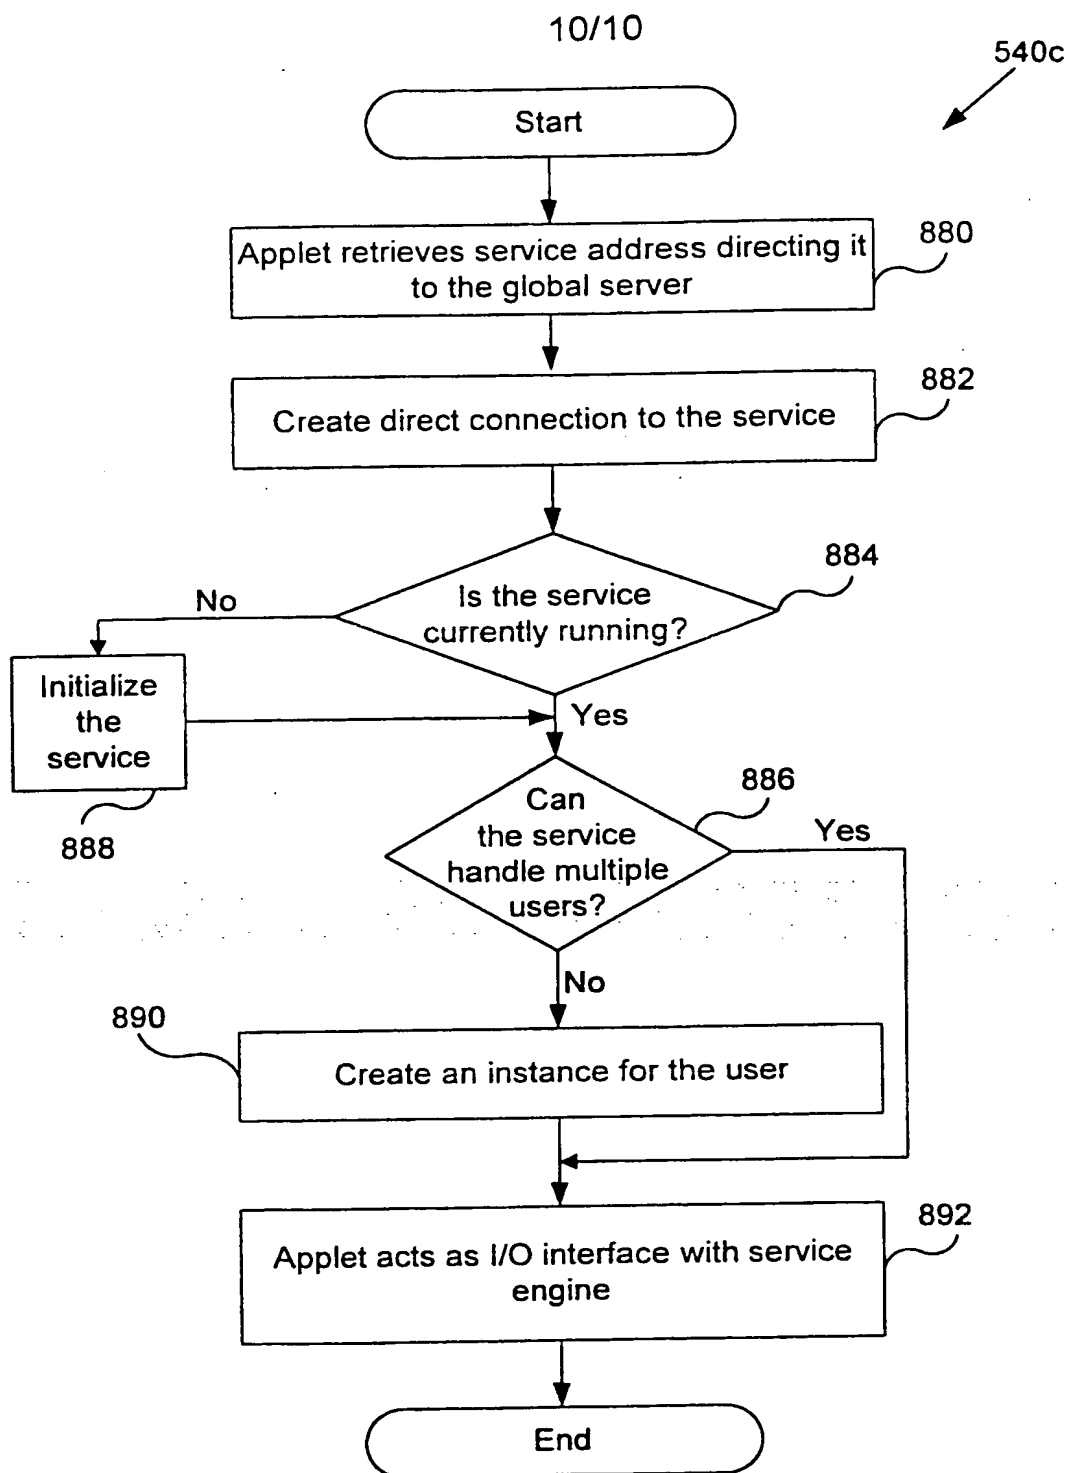 10/10
540c
Start
Applet retrieves service address directing it
to the global server
880
Create direct connection to the service
882
Is the service
currently running?
884
No
Initialize
the
service
888
Yes
Can
the service
handle multiple
users?
886
Yes
No
890
Create an instance for the user
Applet acts as I/O interface with service
engine
892
End